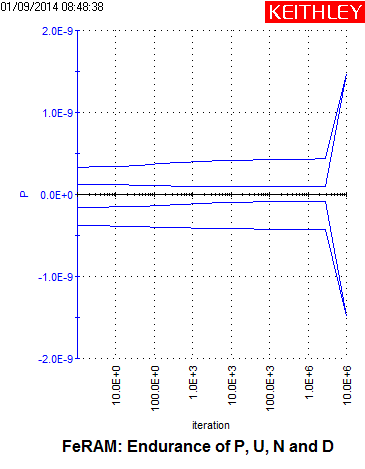 01/09/2014 08:48:38
KEITHLEY
2.0E-9
1.0E-9
0.0E+0
-1.0E-9
-2.0E-9
P
10.0E+0
100.0E+0
1.0E+3
10.0E+3
100.0E+3
1.0E+6
10.0E+6
iteration
FeRAM: Endurance of P, U, N and D